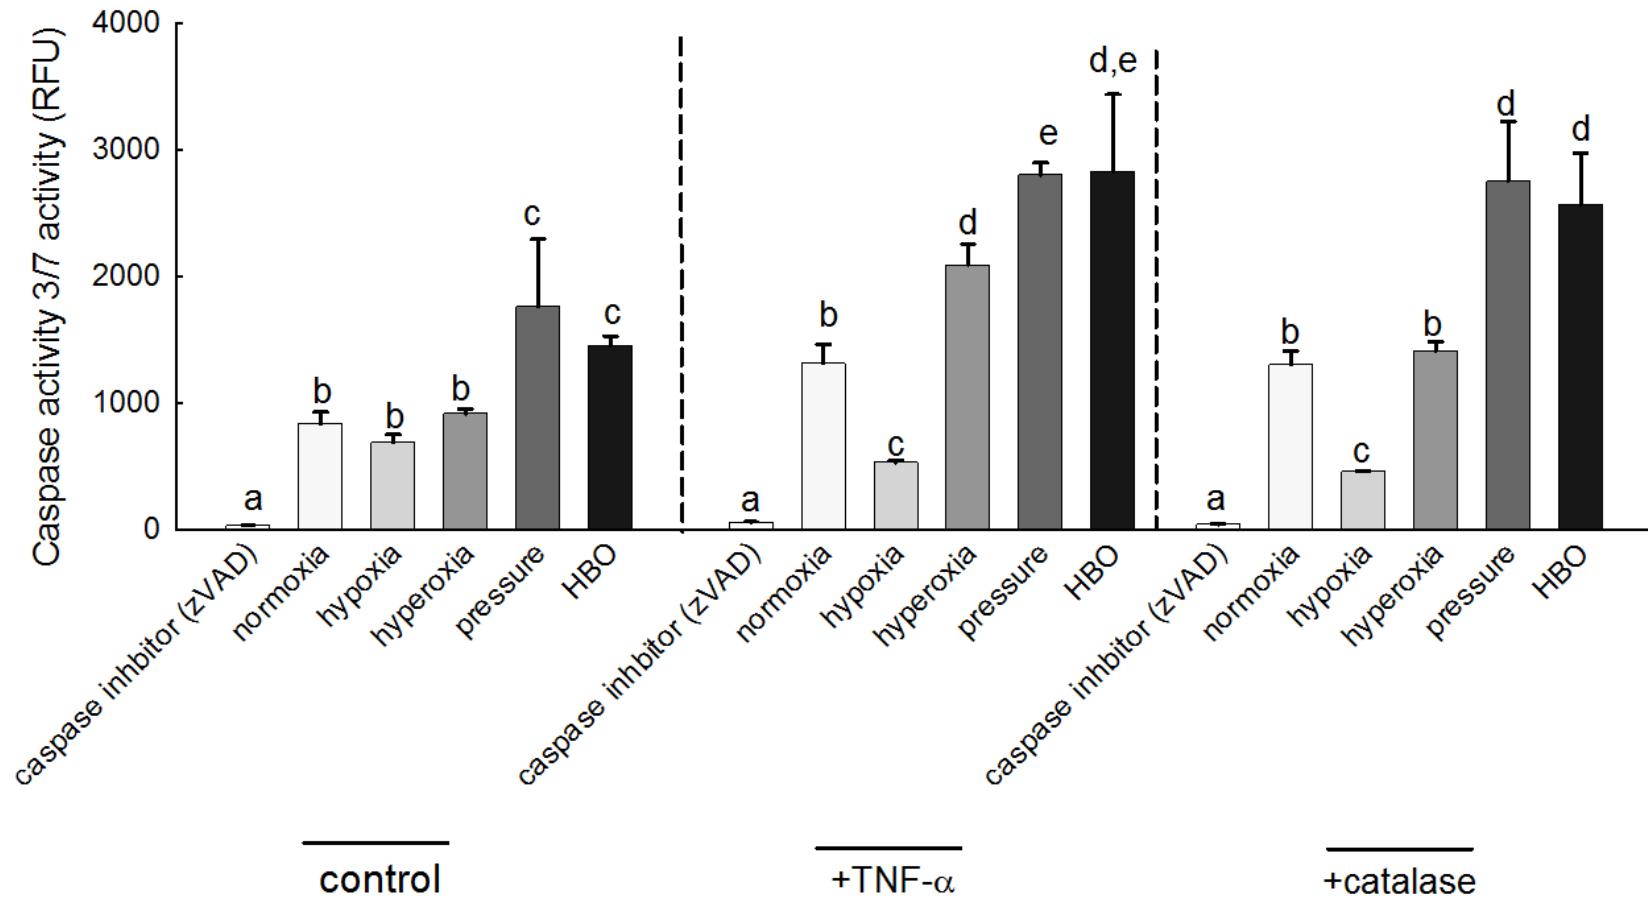 Caspase activity 3/7 activity (RFU)
4000
3000
2000
1000
0
a
b
b
b
c
c
a
b
c
d
e
d,e
a
b
c
b
d
d
caspase inhbitor (zVAD)
normoxia
hypoxia
hyperoxia
pressure
HBO
caspase inhbitor (zVAD)
normoxia
hypoxia
hyperoxia
pressure
HBO
caspase inhbitor (zVAD)
normoxia
hypoxia
hyperoxia
pressure
HBO
control
+TNF-α
+catalase